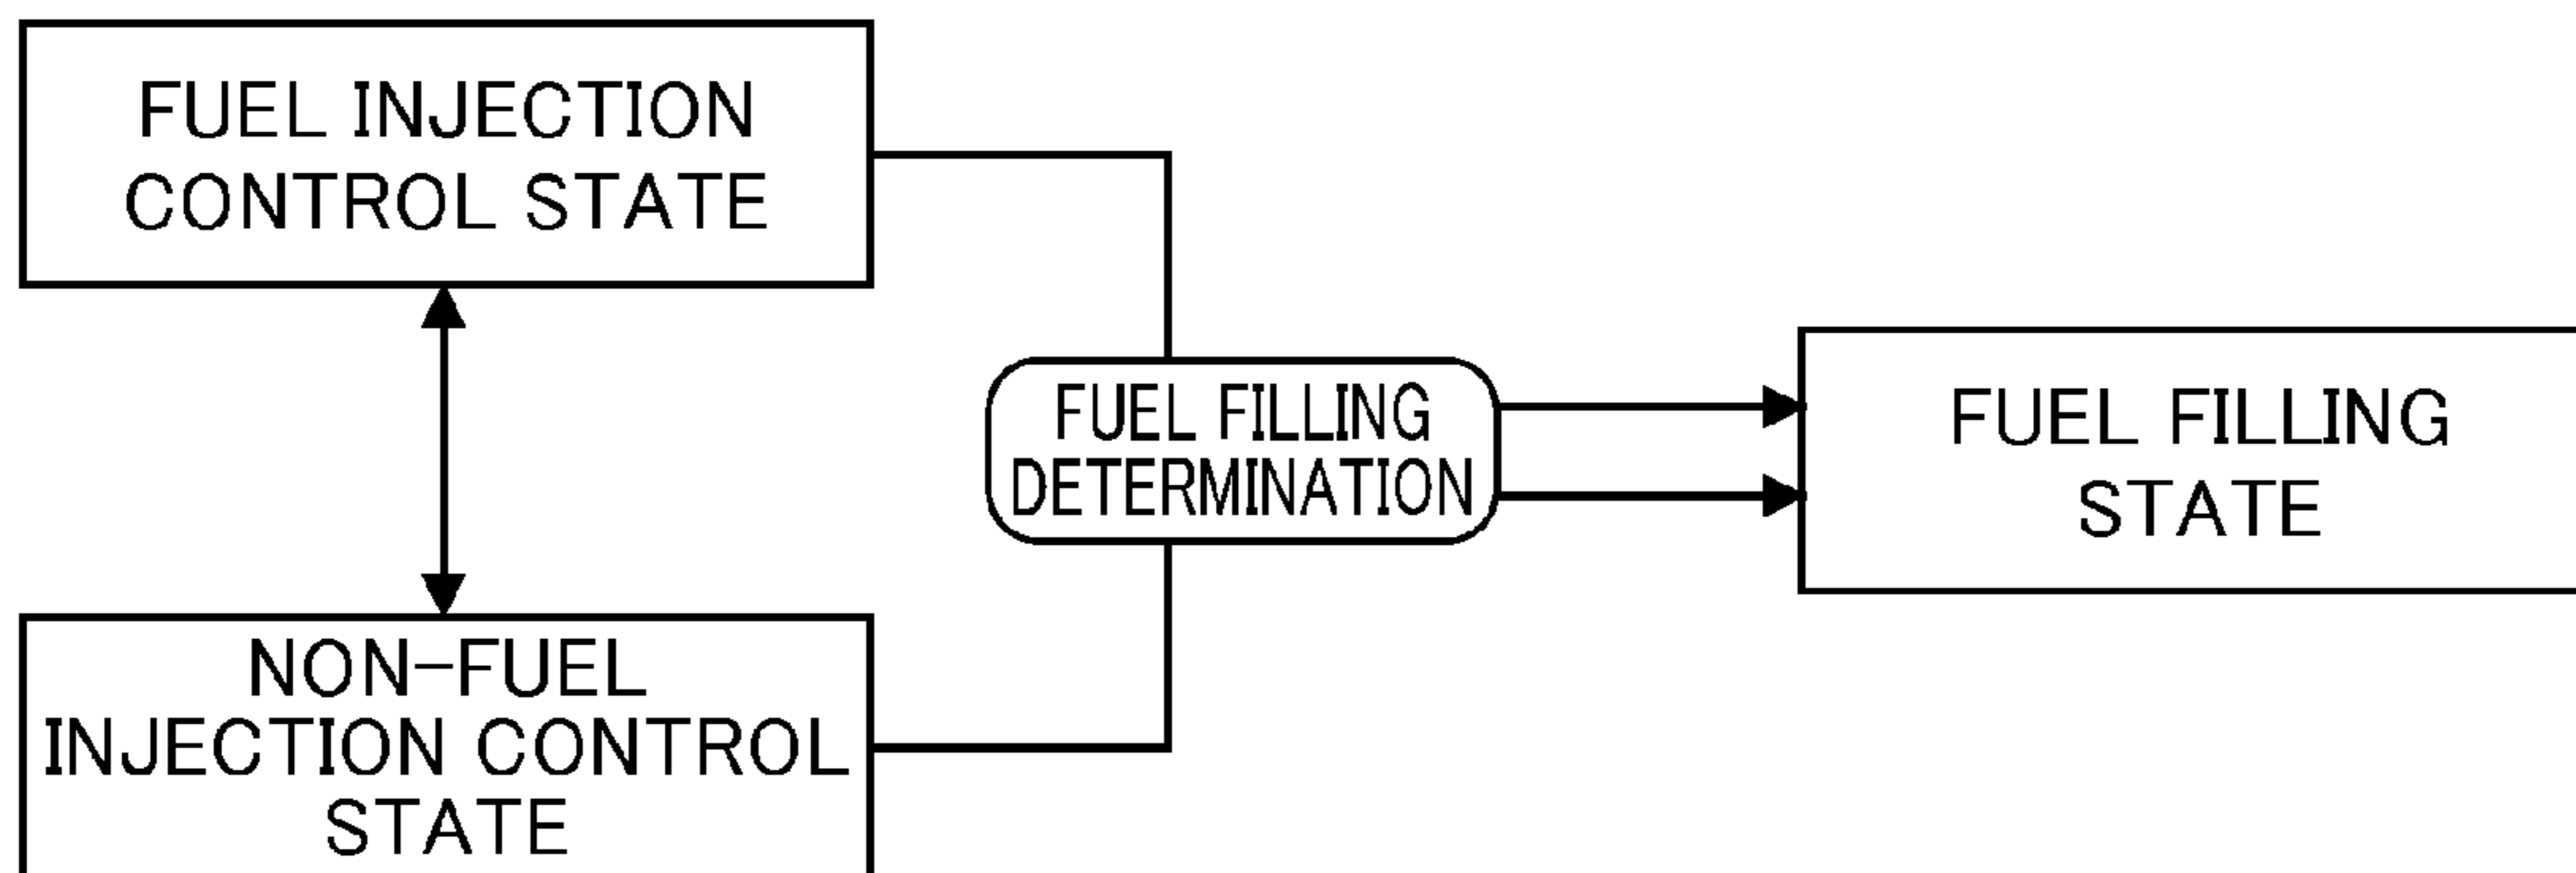 FUEL INJECTION
CONTROL STATE
FUEL FILLING
DETERMINATION
FUEL FILLING
STATE
NON-FUEL
INJECTION CONTROL
STATE